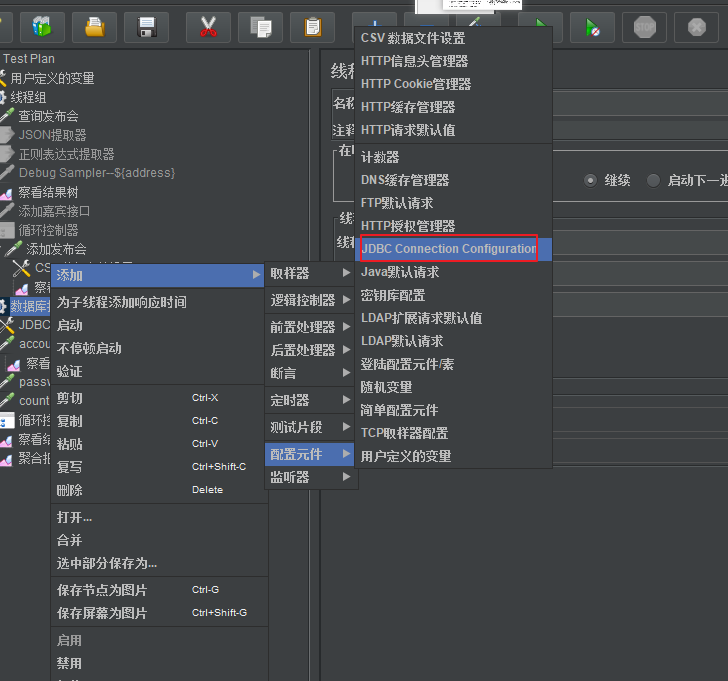 STOP
Test Plan
用户定义的变量
线程组
查询发布会
JSON提取器
正则表达式提取器
Debug Sampler--${address}
察看结果树
添加嘉宾接口
循环控制器
添加发布会
CS
察看
数据库
JDBC
accou
察看
passw
count
循环控
察看结
聚合报
添加
为子线程添加响应时间
启动
不停顿启动
验证
剪切 Ctrl-X
复制 Ctrl-C
粘贴 Ctrl-V
复写 Ctrl+Shift-C
删除 Delete
打开...
合并
选中部分保存为...
保存节点为图片 Ctrl-G
保存屏幕为图片 Ctrl+Shift-G
启用
禁用
取样器
逻辑控制器
前置处理器
后置处理器
断言
定时器
测试片段
配置元件
监听器
CSV 数据文件设置
HTTP信息头管理器
HTTP Cookie管理器
HTTP缓存管理器
HTTP请求默认值
计数器
DNS缓存管理器
FTP默认请求
HTTP授权管理器
JDBC Connection Configuration
Java默认请求
密钥库配置
LDAP扩展请求默认值
LDAP默认请求
登陆配置元件/素
随机变量
简单配置元件
TCP取样器配置
用户定义的变量
线程
名称
注释
在取
继续
启动下一进
线程
线程